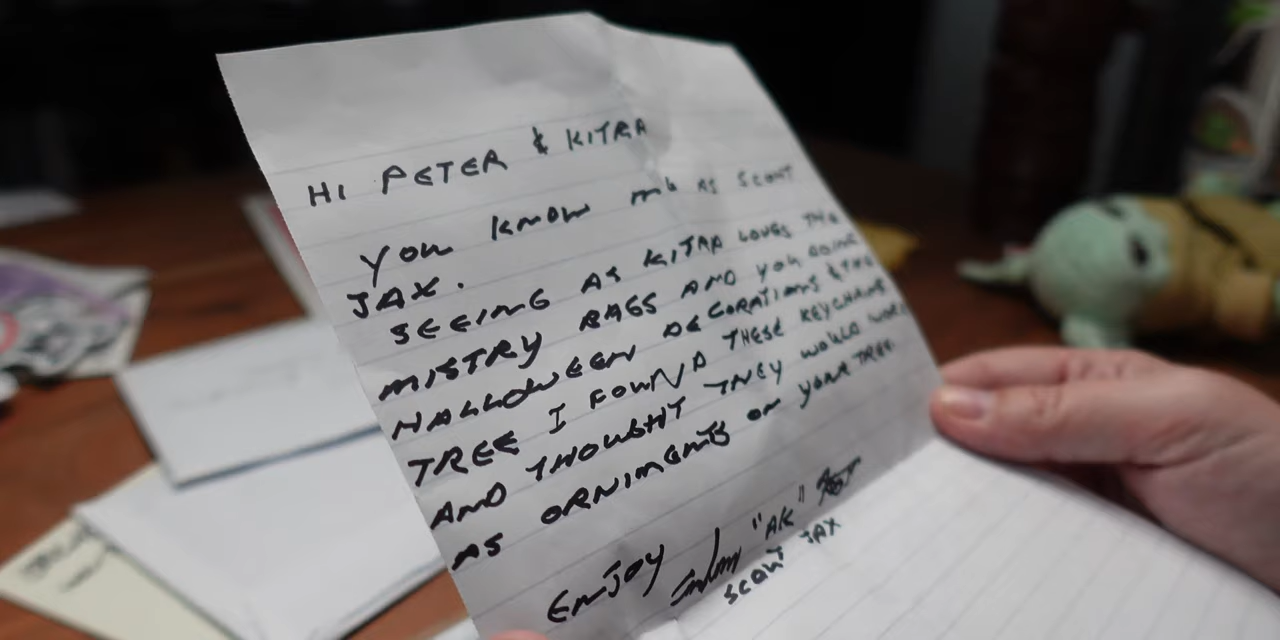 HI PETER & KITRA
YOU KNOW ME AS SCOUT
JAX.
SEEING AS KITRA LOVES THE
MISTRY BAGS AND YOU DOING
HALLOWEEN DECORATIONS & THE
TREE I FOUND THESE KEYCHAINS
AND THOUGHT THEY WOULD WORK
AS ORNIMENTS ON YOUR TREE
ENJOY
"AK"
SCOUT JAX